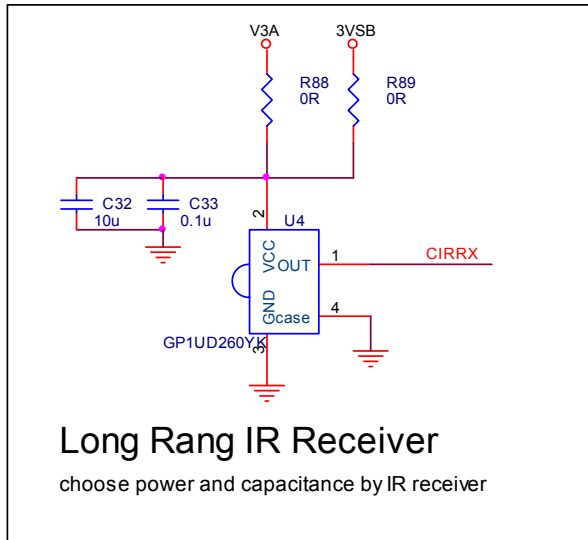 V3A
3VSB
R88
0R
R89
0R
C32
10u
C33
0.1u
2
U4
VCC
OUT
1
CIRRX
GND
Gcase
4
GP1UD260YK
3
Long Rang IR Receiver
choose power and capacitance by IR receiver